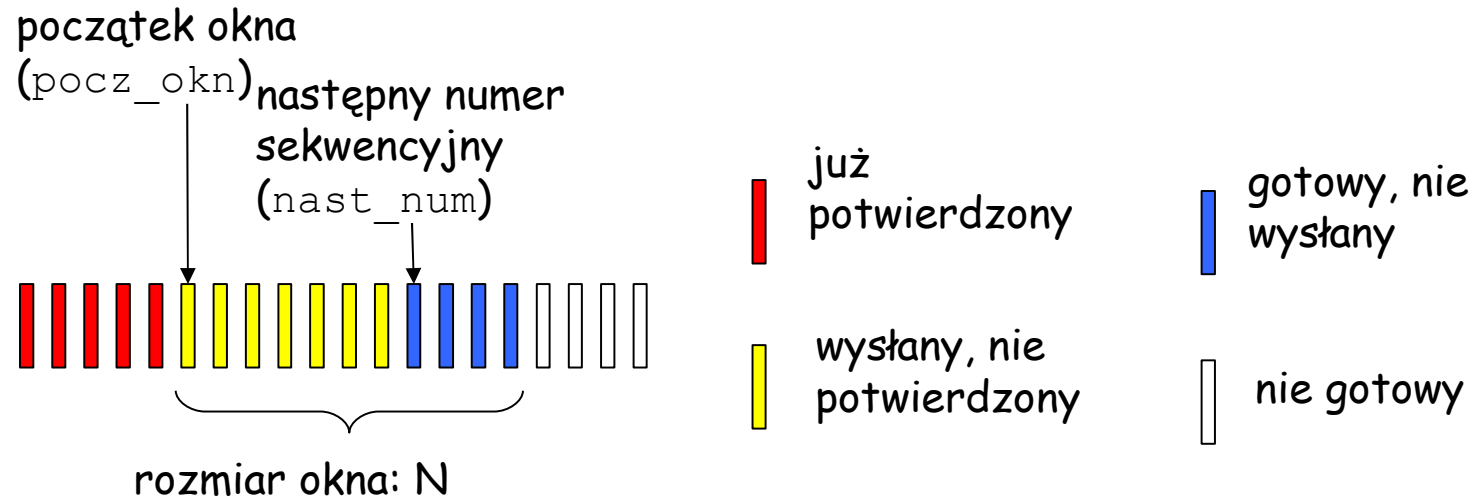 początek okna
(pocz_okn)
następny numer
sekwencyjny
(nast_num)
rozmiar okna: N
już
potwierdzony
wysłany, nie
potwierdzony
gotowy, nie
wysłany
nie gotowy